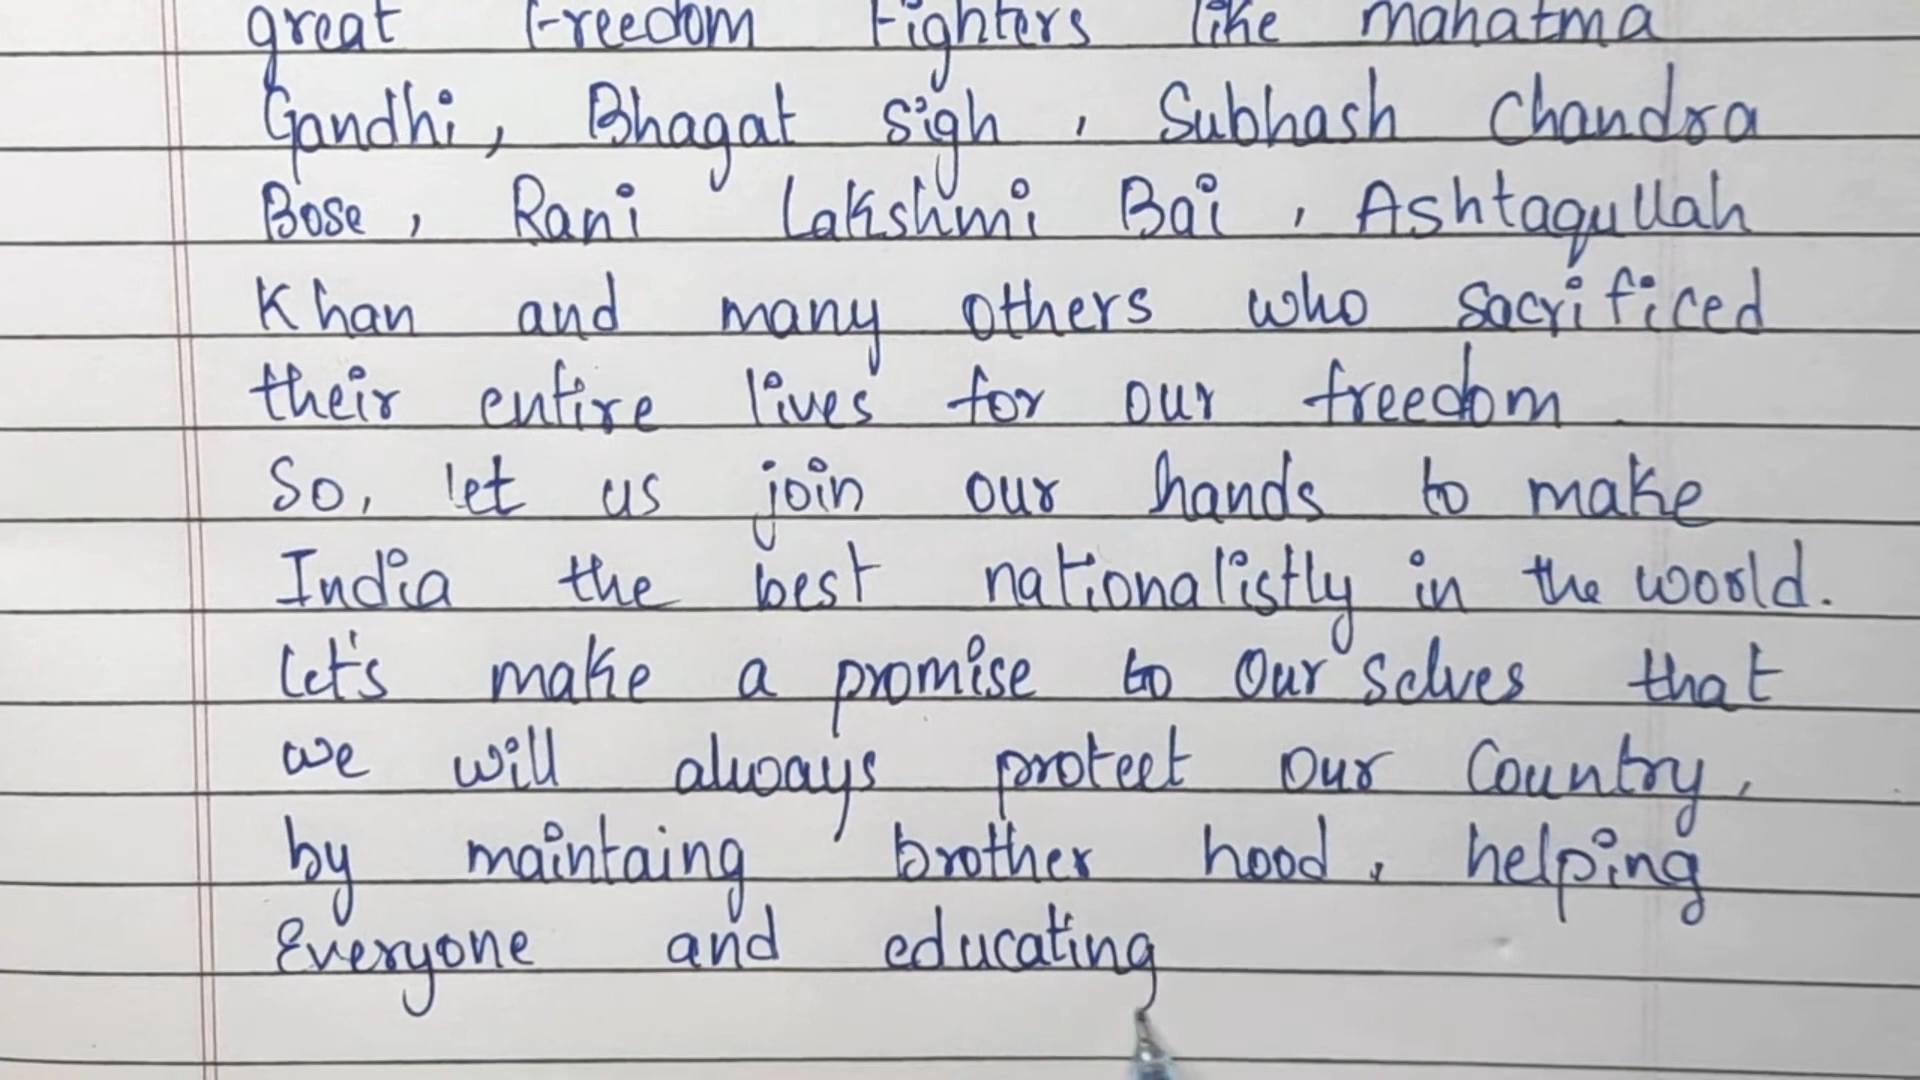 great Freedom Fighters like Mahatma
Gandhi, Bhagat Sigh, Subhash Chandra
Bose, Rani Lakshmi Bai, Ashtaqullah
Khan and many others who sacrificed
their entire lives for our freedom
So, let us join our hands to make
India the best nationalistly in the world.
Let's make a promise to Our selves that
we will always protect our Country,
by maintaing brother hood, helping
Everyone and educating